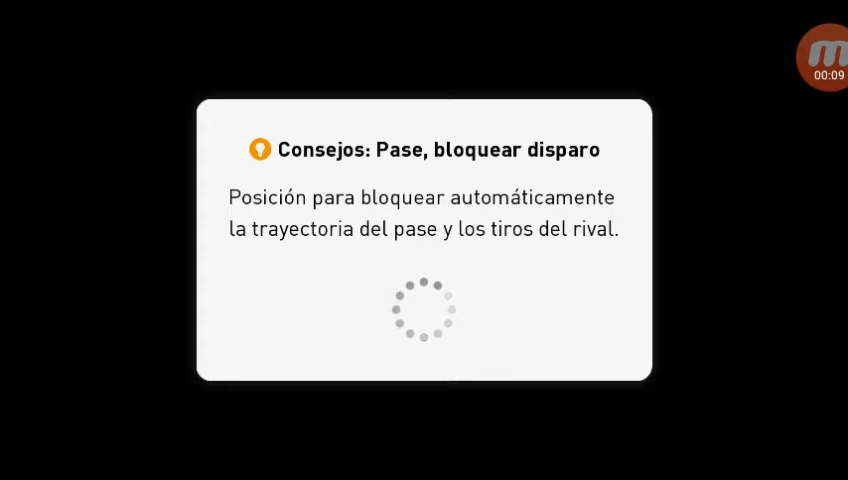 m
00:09
Consejos: Pase, bloquear disparo
Posición para bloquear automáticamente
la trayectoria del pase y los tiros del rival.